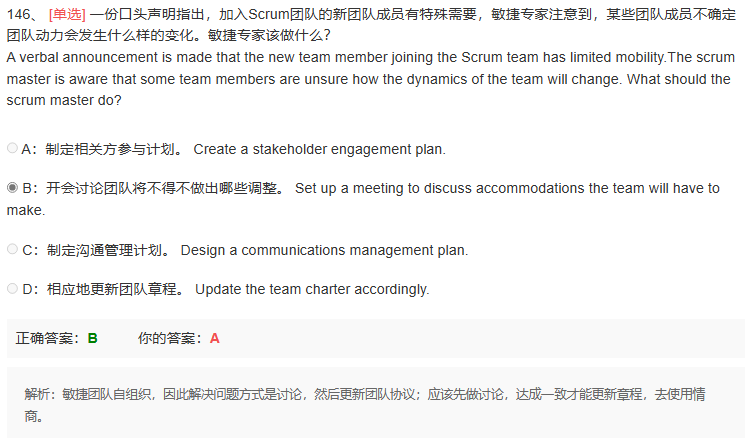 146、 [单选] 一份口头声明指出，加入Scrum团队的新团队成员有特殊需要，敏捷专家注意到，某些团队成员不确定
团队动力会发生什么样的变化。敏捷专家该做什么？
A verbal announcement is made that the new team member joining the Scrum team has limited mobility.The scrum
master is aware that some team members are unsure how the dynamics of the team will change. What should the
scrum master do?
A：制定相关方参与计划。 Create a stakeholder engagement plan.
B：开会讨论团队将不得不做出哪些调整。 Set up a meeting to discuss accommodations the team will have to
make.
C：制定沟通管理计划。 Design a communications management plan.
D：相应地更新团队章程。 Update the team charter accordingly.
正确答案：B 你的答案：A
解析：敏捷团队自组织，因此解决问题方式是讨论，然后更新团队协议；应该先做讨论，达成一致才能更新章程，去使用情
商。